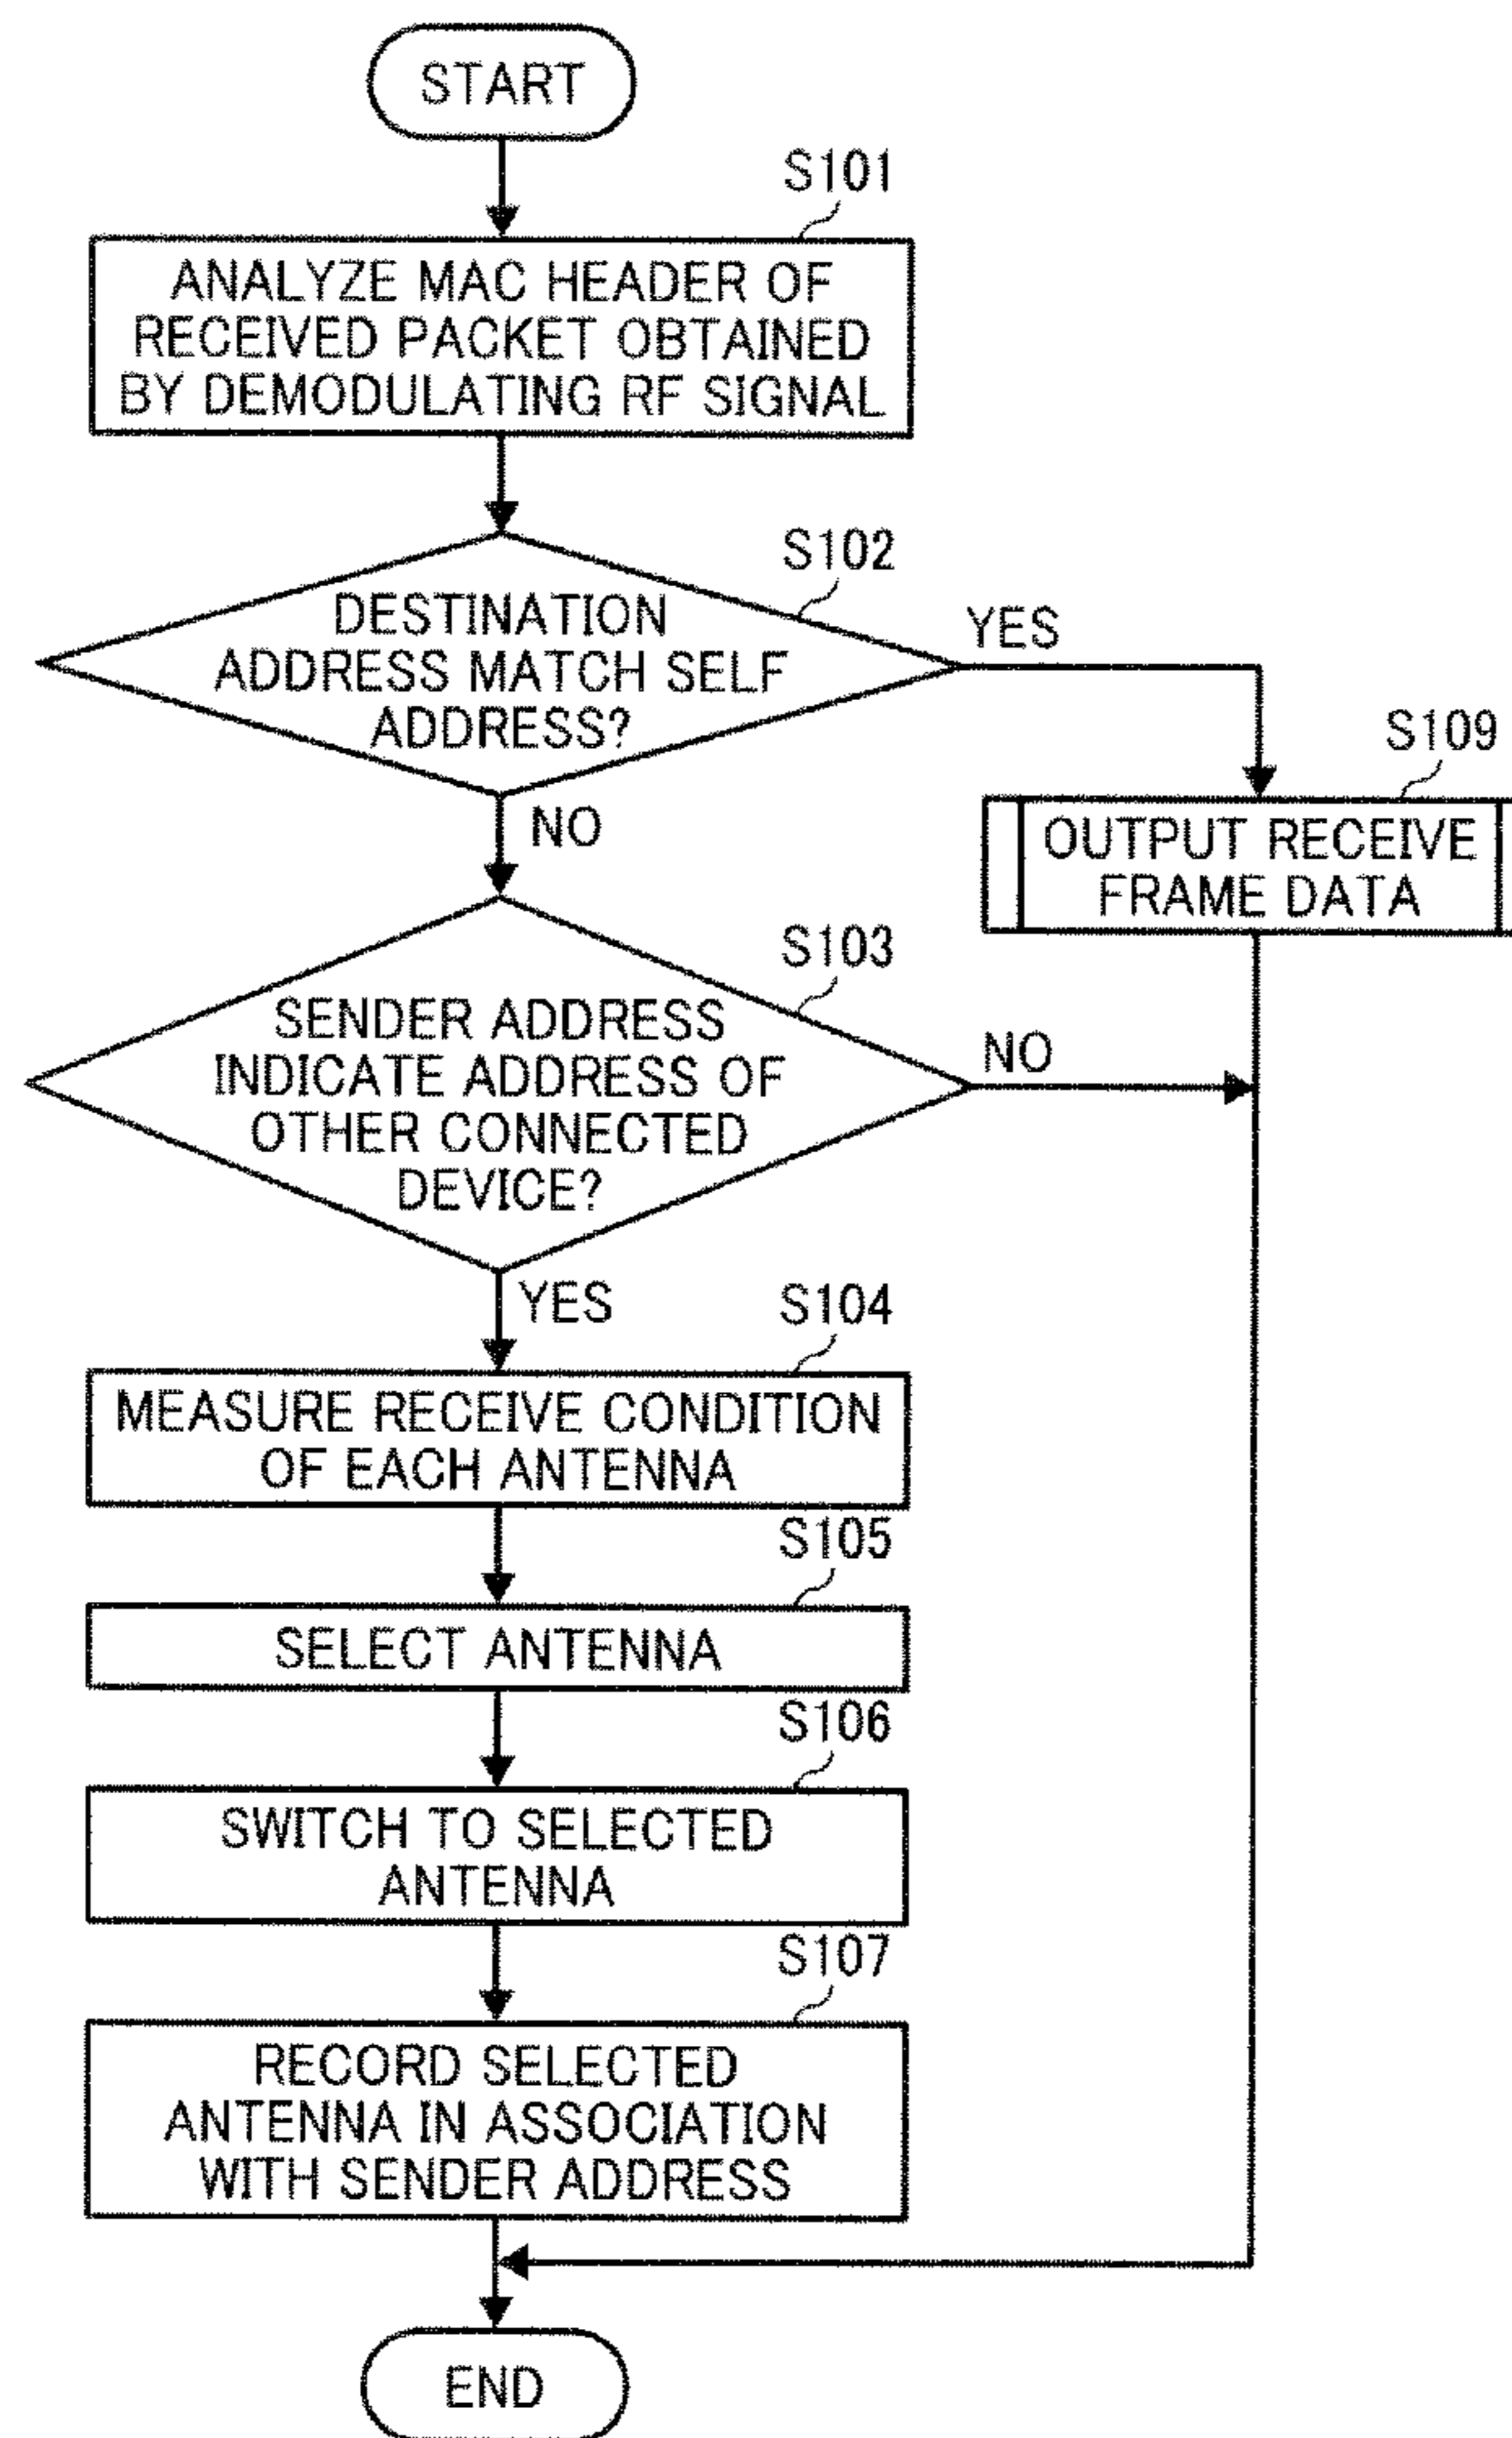 START
S101
ANALYZE MAC HEADER OF
RECEIVED PACKET OBTAINED
BY DEMODULATING RF SIGNAL
S102
DESTINATION
ADDRESS MATCH SELF
ADDRESS?
YES
NO
S109
OUTPUT RECEIVE
FRAME DATA
S103
SENDER ADDRESS
INDICATE ADDRESS OF
OTHER CONNECTED
DEVICE?
NO
YES
S104
MEASURE RECEIVE CONDITION
OF EACH ANTENNA
S105
SELECT ANTENNA
S106
SWITCH TO SELECTED
ANTENNA
S107
RECORD SELECTED
ANTENNA IN ASSOCIATION
WITH SENDER ADDRESS
END